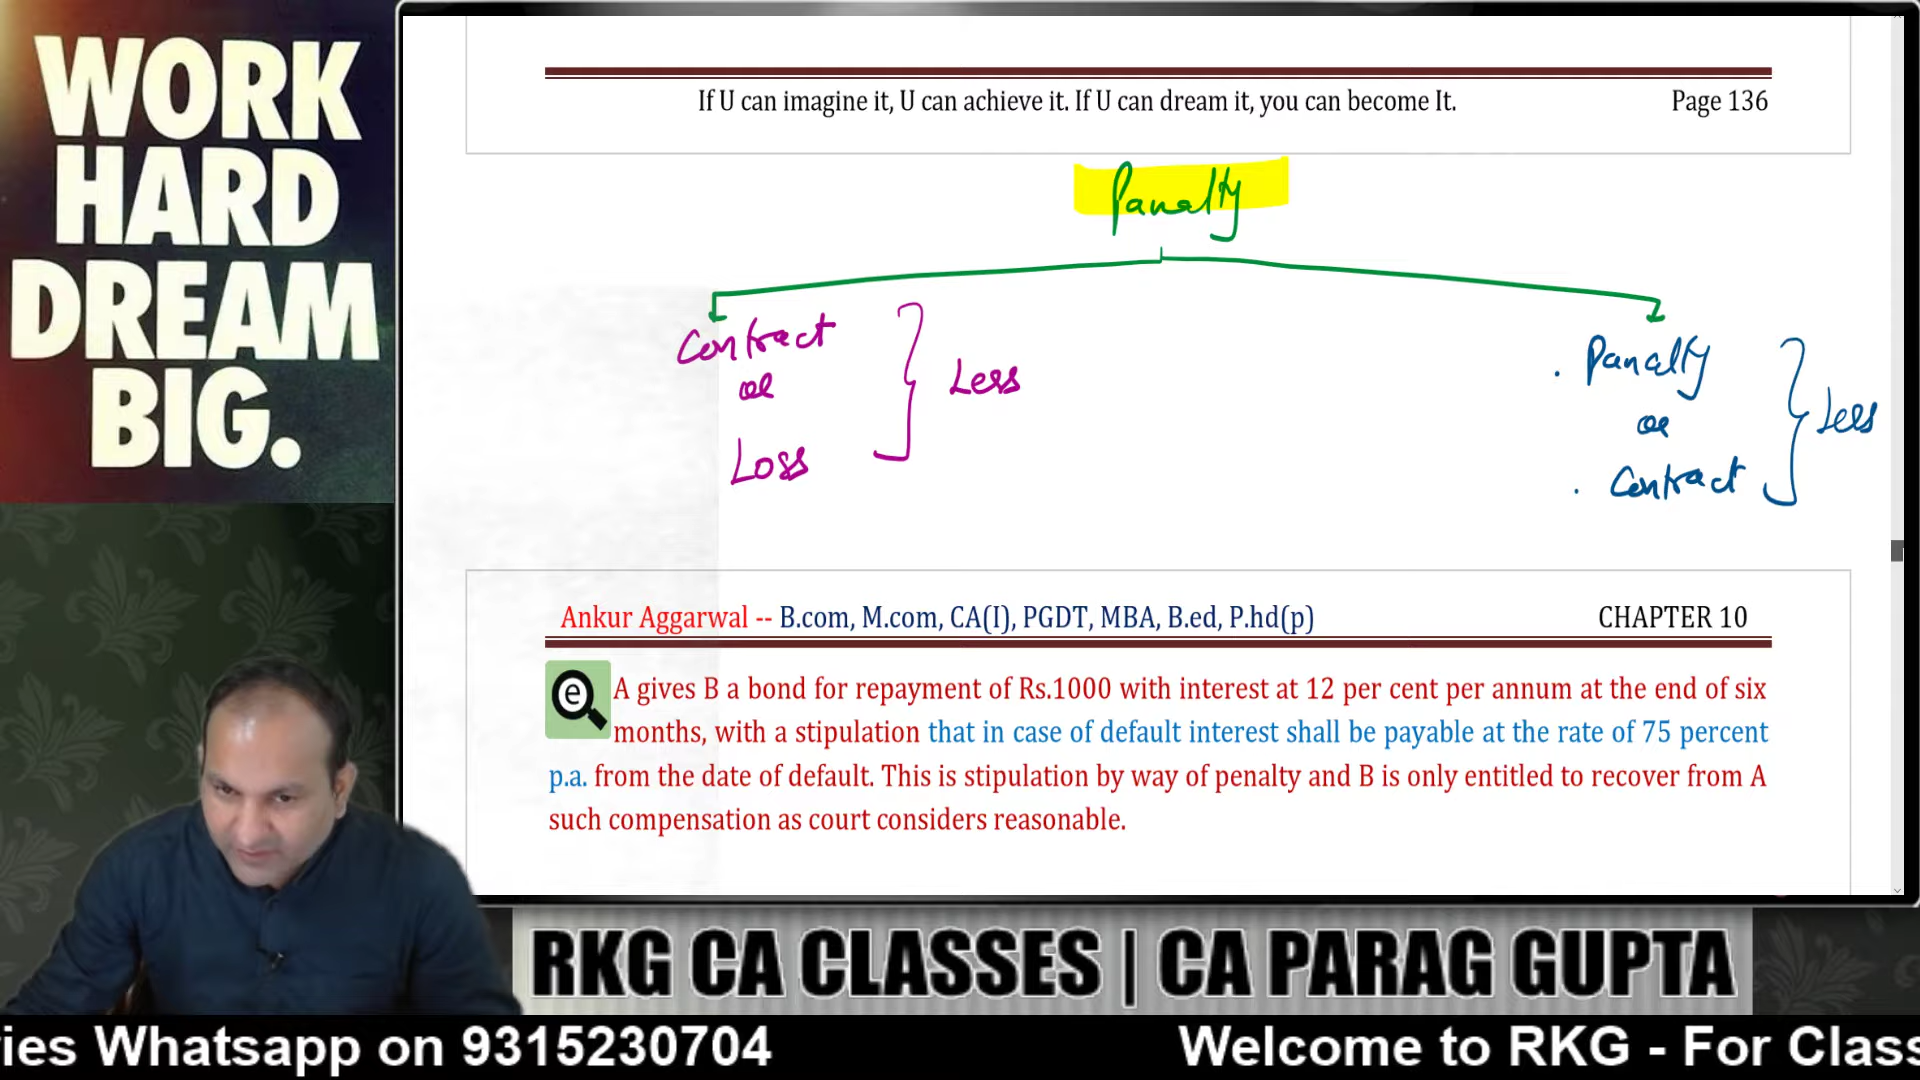 WORK
HARD
DREAM
BIG.
If U can imagine it, U can achieve it. If U can dream it, you can become It. Page 136
Panalty
Contract
or
Loss
Less
. Panalty
or
. Contract
Less
Ankur Aggarwal -- B.com, M.com, CA(I), PGDT, MBA, B.ed, P.hd(p) CHAPTER 10
e
A gives B a bond for repayment of Rs.1000 with interest at 12 per cent per annum at the end of six
months, with a stipulation that in case of default interest shall be payable at the rate of 75 percent
p.a. from the date of default. This is stipulation by way of penalty and B is only entitled to recover from A
such compensation as court considers reasonable.
RKG CA CLASSES | CA PARAG GUPTA
ries Whatsapp on 9315230704 Welcome to RKG - For Class